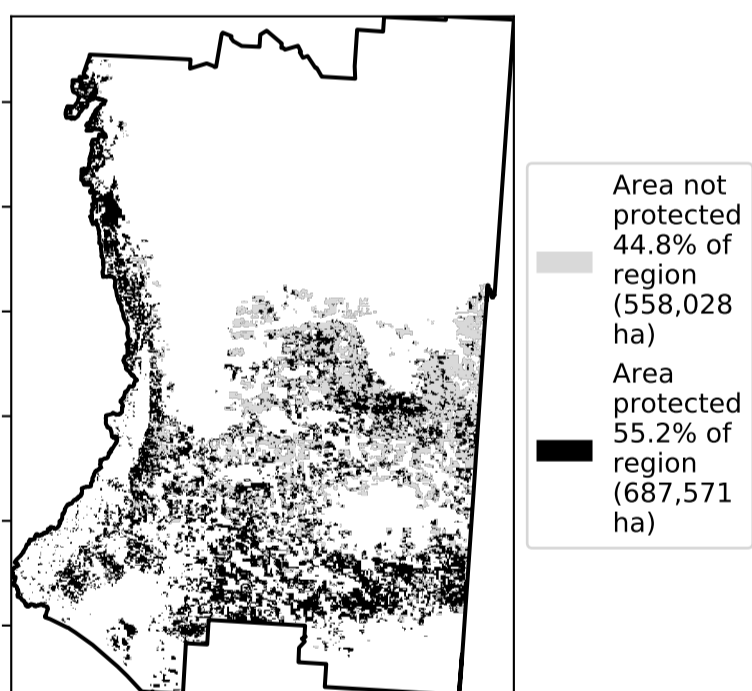 Area not
protected
44.8% of
region
(558,028
ha)
Area
protected
55.2% of
region
(687,571
ha)